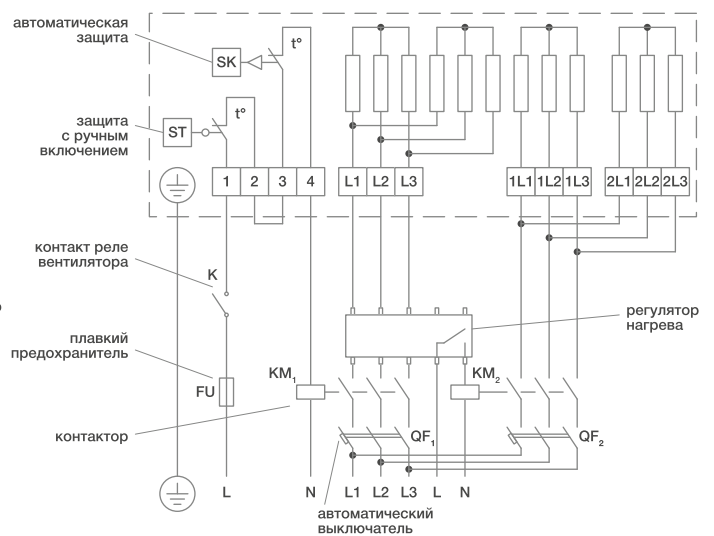 автоматическая
защита
SK
t°
защита
с ручным
включением
ST
t°
1 2 3 4 L1 L2 L3 1L1 1L2 1L3 2L1 2L2 2L3
контакт реле
вентилятора
K
регулятор
нагрева
плавкий
предохранитель
FU
KM1
KM2
контактор
QF1
QF2
L N L1 L2 L3 L N
автоматический
выключатель